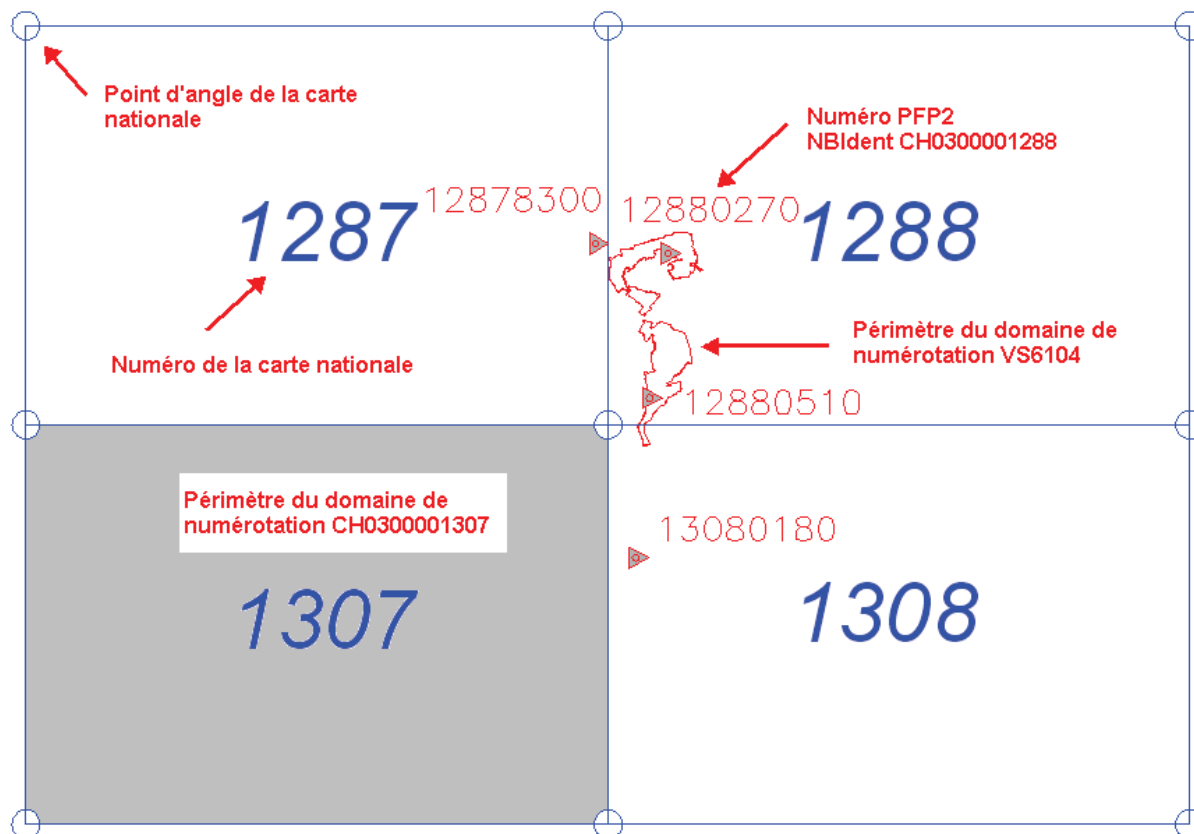 Point d'angle de la carte
nationale
Numéro PFP2
NBIdent CH0300001288
1287
12878300
12880270
1288
Numéro de la carte nationale
Périmètre du domaine de
numérotation VS6104
12880510
Périmètre du domaine de
numérotation CH0300001307
13080180
1307
1308